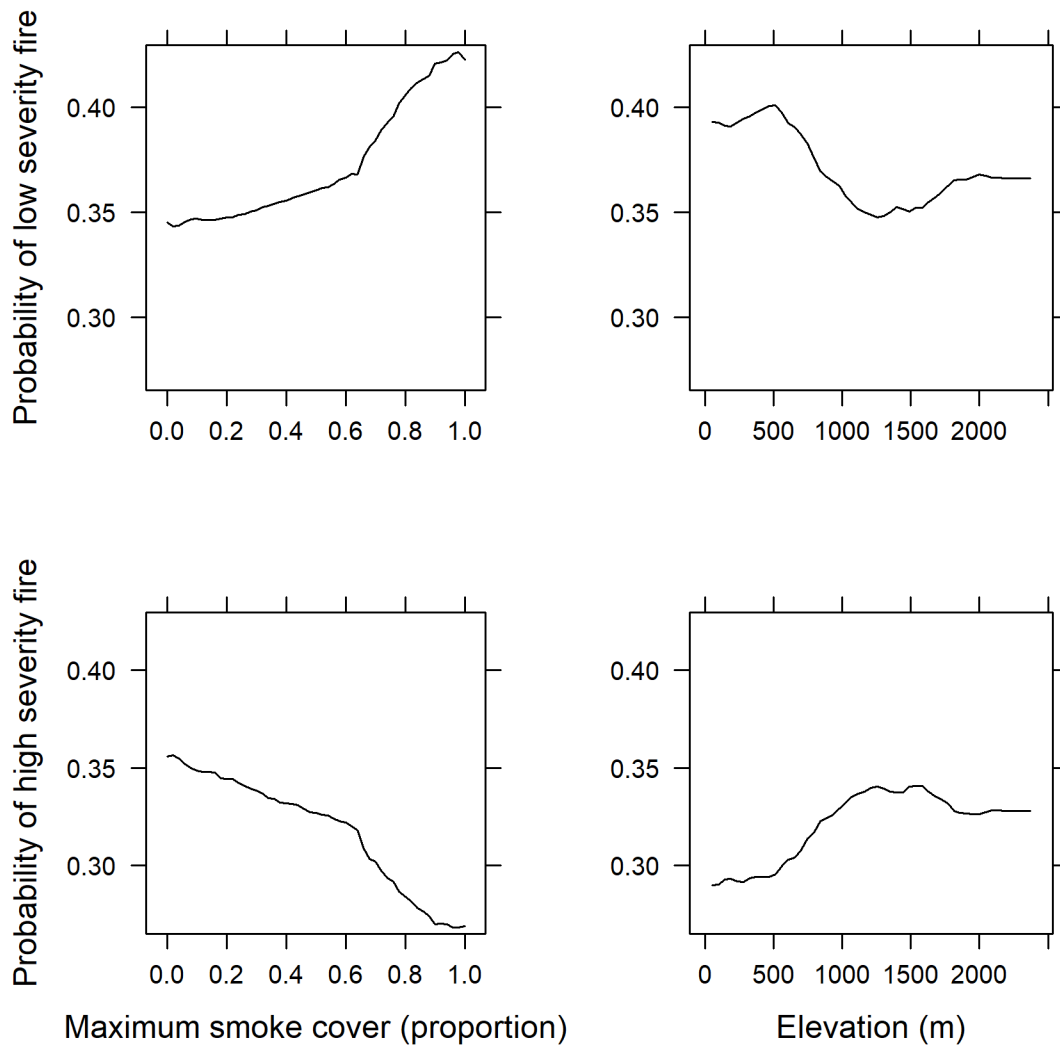 Probability of low severity fire
0.40
0.35
0.30
0.0 0.2 0.4 0.6 0.8 1.0
0.40
0.35
0.30
0 500 1000 1500 2000
Probability of high severity fire
0.40
0.35
0.30
0.0 0.2 0.4 0.6 0.8 1.0
Maximum smoke cover (proportion)
0.40
0.35
0.30
0 500 1000 1500 2000
Elevation (m)